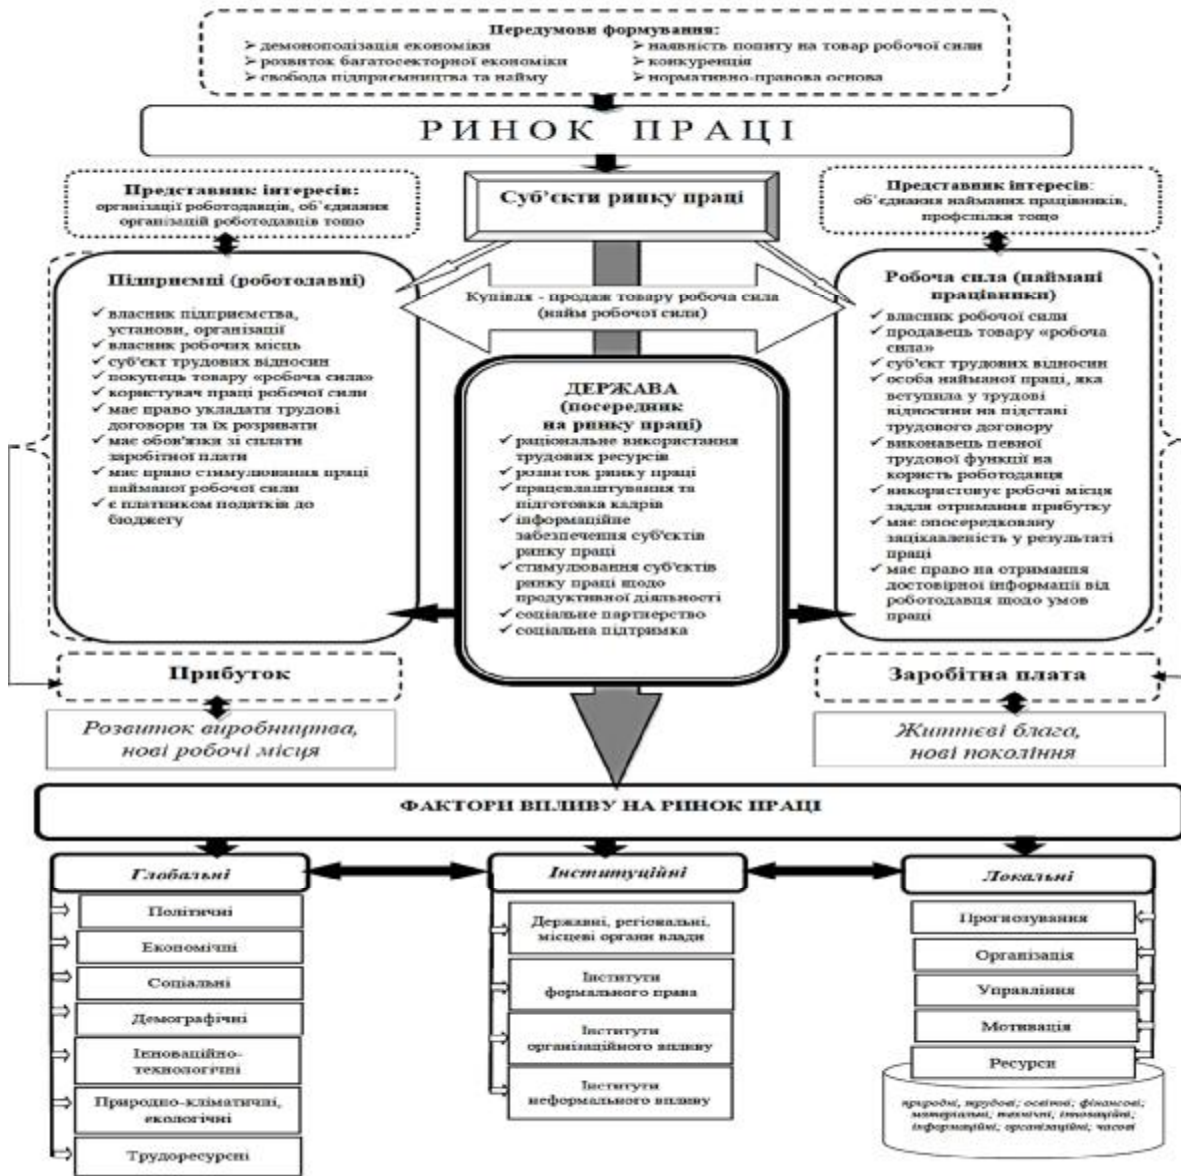 Передумови формування:
демонополізація економіки
розвиток багатосекторної економіки
свобода підприємництва та найму
наявність попиту на товар робочої сили
конкуренція
нормативно-правова основа
РИНОК ПРАЦІ
Представник інтересів:
організації роботодавців, об'єднання
організацій роботодавців тощо
Суб'єкти ринку праці
Представник інтересів:
об'єднання найманих працівників,
профспілки тощо
Підприємці (роботодавці)
власник підприємства,
установи, організації
власник робочих місць
суб'єкт трудових відносин
покупець товару «робоча сила»
користувач праці робочої сили
має право укладати трудові
договори та їх розривати
має обов'язки зі сплати
заробітної плати
має право стимулювання праці
найманої робочої сили
є платником податків до
бюджету
Купівля - продаж товару робоча сила
(найм робочої сили)
ДЕРЖАВА
(посередник
на ринку праці)
раціональне використання
трудових ресурсів
розвиток ринку праці
працевлаштування та
підготовка кадрів
інформаційне
забезпечення суб'єктів
ринку праці
стимулювання суб'єктів
ринку праці щодо
продуктивної діяльності
соціальне партнерство
соціальна підтримка
Робоча сила (наймані
працівники)
власник робочої сили
продавець товару «робоча
сила»
суб'єкт трудових відносин
особа найманої праці, яка
вступила у трудові
відносини на підставі
трудового договору
виконавець певної
трудової функції на
користь роботодавця
використовує робочі місця
задля отримання прибутку
має опосередковану
зацікавленість у результаті
праці
має право на отримання
достовірної інформації від
роботодавця щодо умов
праці
Прибуток
Розвиток виробництва,
нові робочі місця
Заробітна плата
Життєві блага,
нові покоління
ФАКТОРИ ВПЛИВУ НА РИНОК ПРАЦІ
Глобальні
Політичні
Економічні
Соціальні
Демографічні
Інноваційно-
технологічні
Природно-кліматичні,
екологічні
Трудоресурсні
Інституційні
Державні, регіональні,
місцеві органи влади
Інститути
формального права
Інститути
організаційного впливу
Інститути
неформального впливу
Локальні
Прогнозування
Організація
Управління
Мотивація
Ресурси
природні, трудові; освітні; фінансові;
матеріальні; технічні; інноваційні;
інформаційні; організаційні; часові